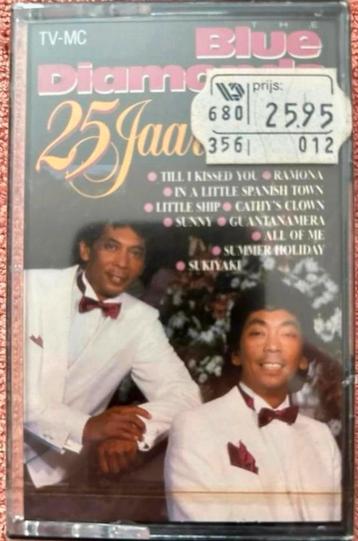 TV-MC
THE
Blue
Diamonds
25 Jaar
prijs:
680 25.95
356 012
• TILL I KISSED YOU • RAMONA
• IN A LITTLE SPANISH TOWN
• LITTLE SHIP • CATHY'S CLOWN
• SUNNY • GUANTANAMERA
• ALL OF ME
• SUMMER HOLIDAY
• SUKIYAKI